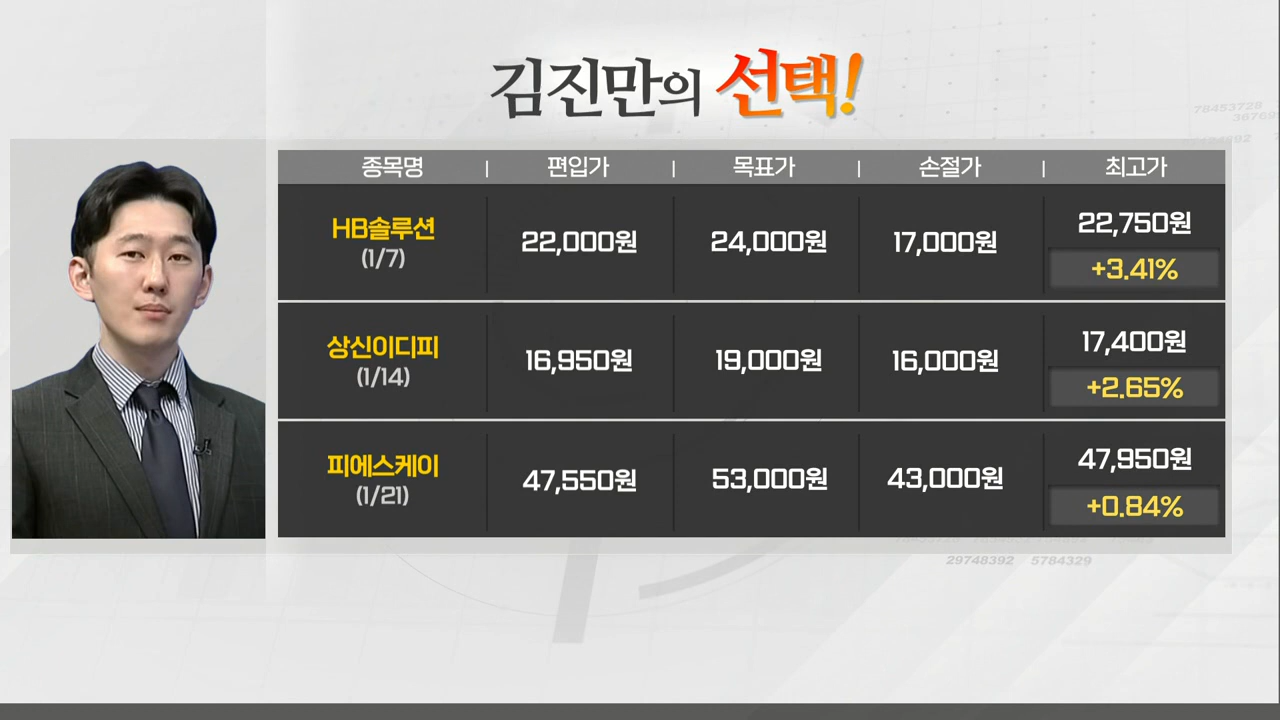 김진만의 선택!
종목명 | 편입가 | 목표가 | 손절가 | 최고가
HB솔루션 22,000원 24,000원 17,000원 22,750원
(1/7) +3.41%
상신이디피 16,950원 19,000원 16,000원 17,400원
(1/14) +2.65%
피에스케이 47,550원 53,000원 43,000원 47,950원
(1/21) +0.84%
78453728
29748392 5784329